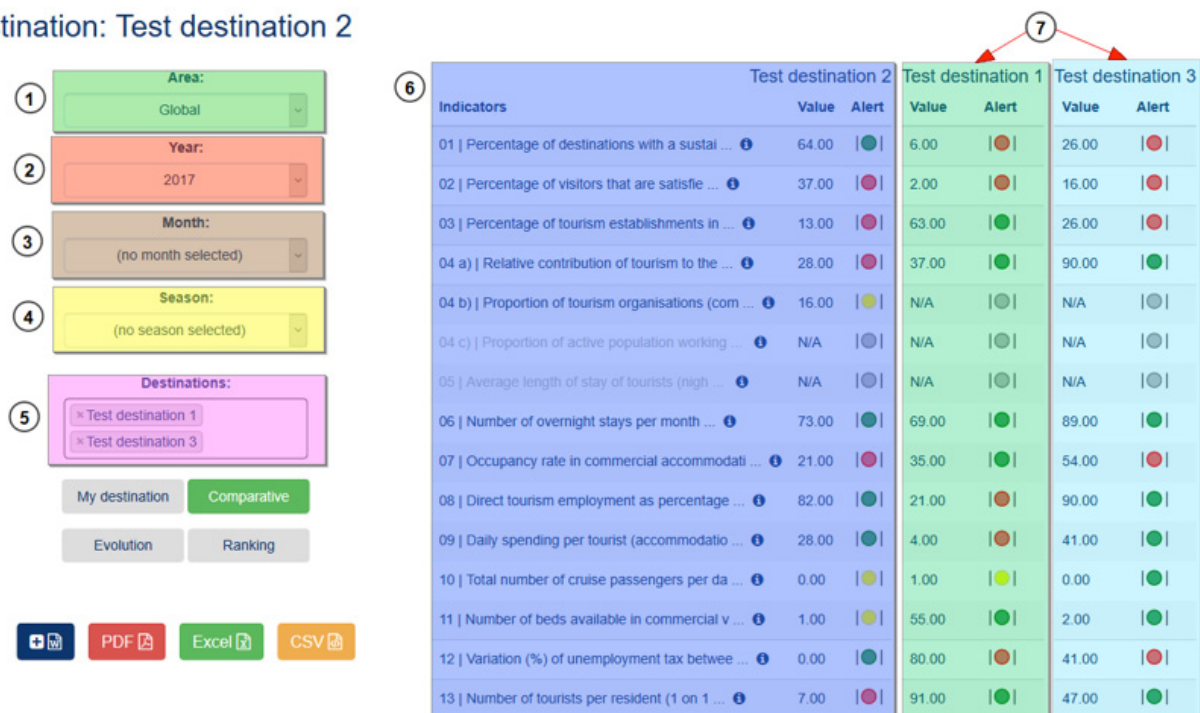 tination: Test destination 2
1
Area:
Global
2
Year:
2017
3
Month:
(no month selected)
4
Season:
(no season selected)
5
Destinations:
×Test destination 1
×Test destination 3
My destination Comparative
Evolution Ranking
PDF Excel CSV
6
7
Test destination 2 Test destination 1 Test destination 3
Indicators Value Alert Value Alert Value Alert
01 | Percentage of destinations with a sustai ... 64.00 6.00 26.00
02 | Percentage of visitors that are satisfie ... 37.00 2.00 16.00
03 | Percentage of tourism establishments in ... 13.00 63.00 26.00
04 a) | Relative contribution of tourism to the ... 28.00 37.00 90.00
04 b) | Proportion of tourism organisations (com ... 16.00 N/A N/A
04 c) | Proportion of active population working ... N/A N/A N/A
05 | Average length of stay of tourists (nigh ... N/A N/A N/A
06 | Number of overnight stays per month ... 73.00 69.00 89.00
07 | Occupancy rate in commercial accommodati ... 21.00 35.00 54.00
08 | Direct tourism employment as percentage ... 82.00 21.00 90.00
09 | Daily spending per tourist (accommodatio ... 28.00 4.00 41.00
10 | Total number of cruise passengers per da ... 0.00 1.00 0.00
11 | Number of beds available in commercial v ... 1.00 55.00 2.00
12 | Variation (%) of unemployment tax betwee ... 0.00 80.00 41.00
13 | Number of tourists per resident (1 on 1 ... 7.00 91.00 47.00